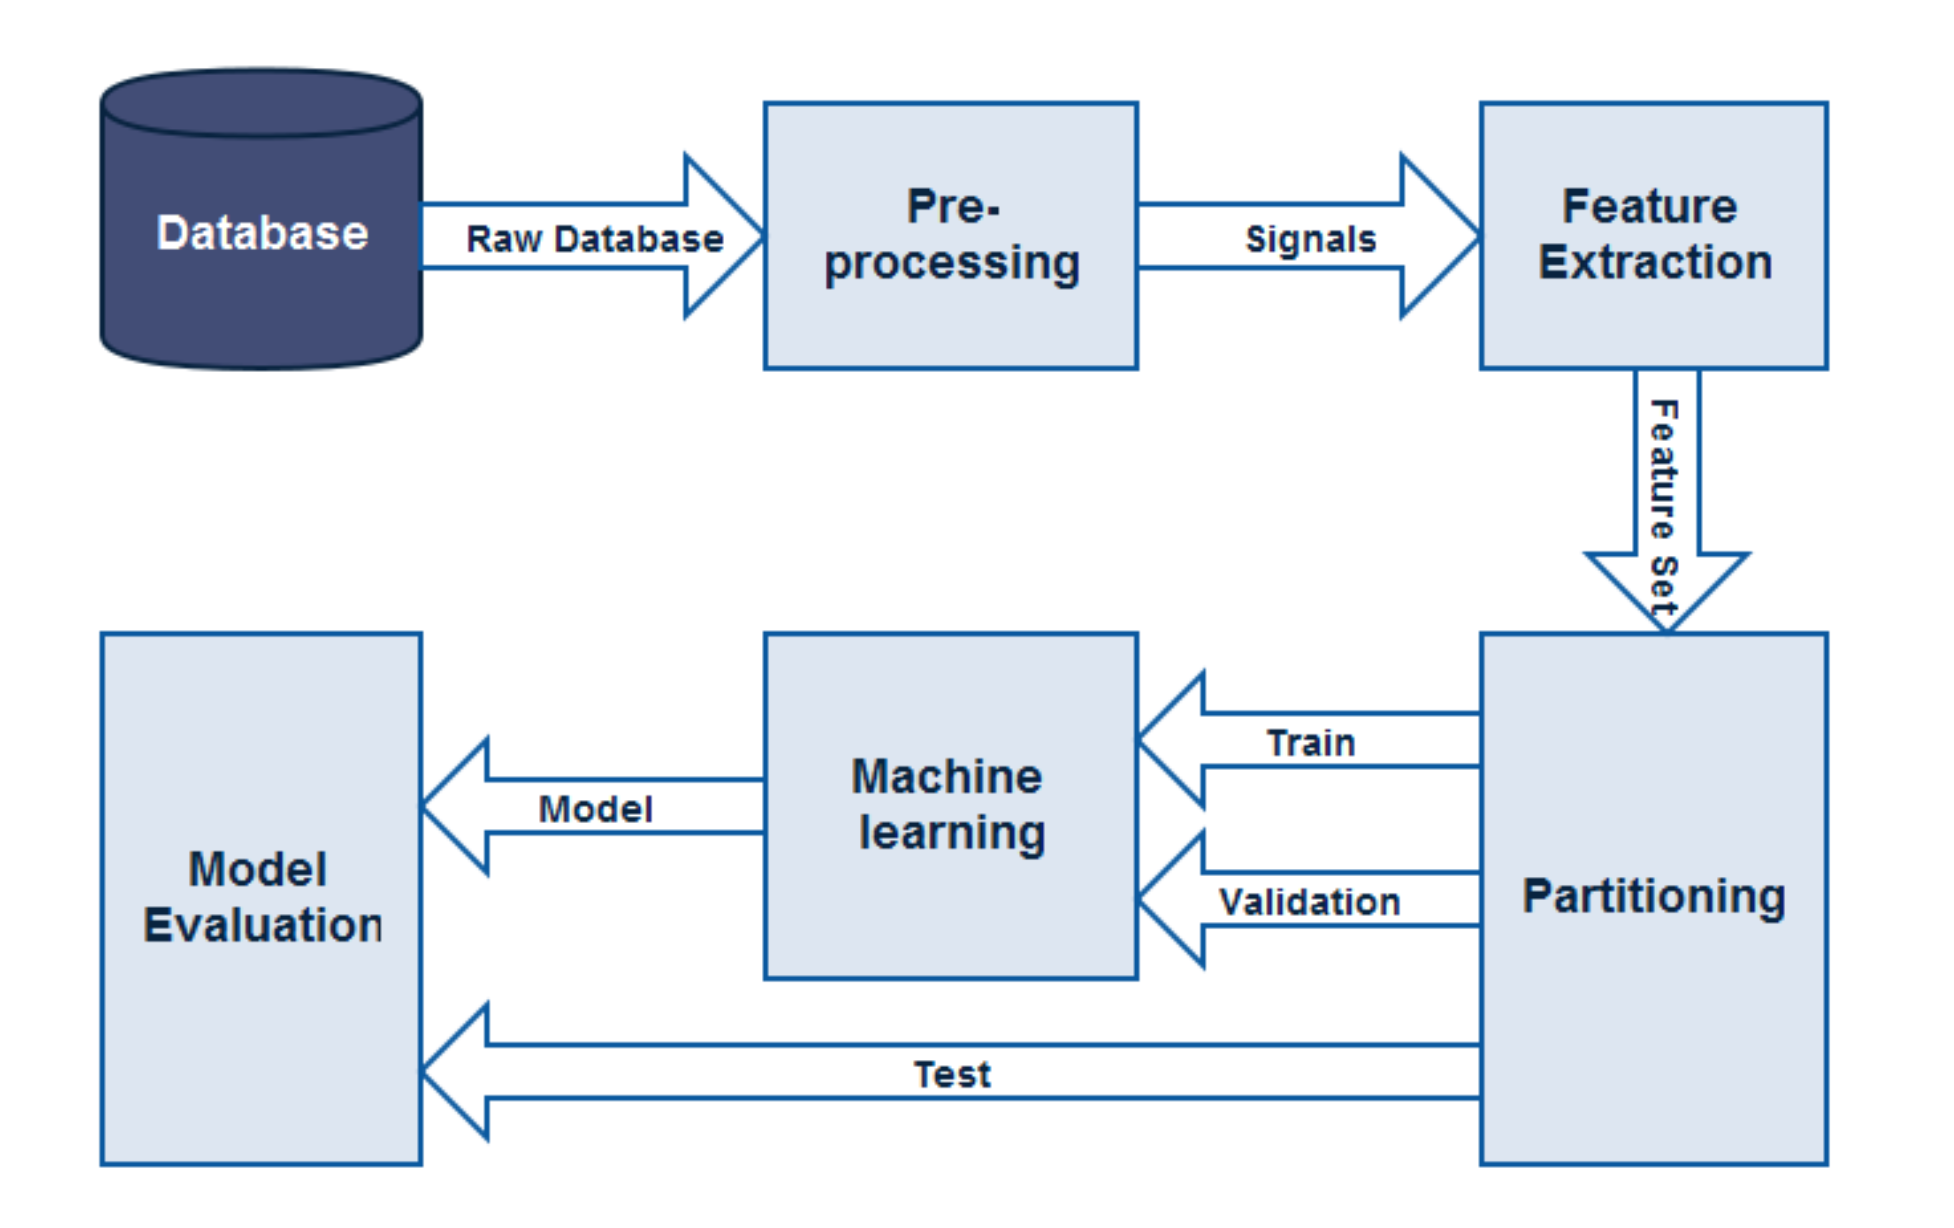 Database
Raw Database
Pre-
processing
Signals
Feature
Extraction
Feature Set
Model
Evaluation
Model
Machine
learning
Train
Validation
Partitioning
Test